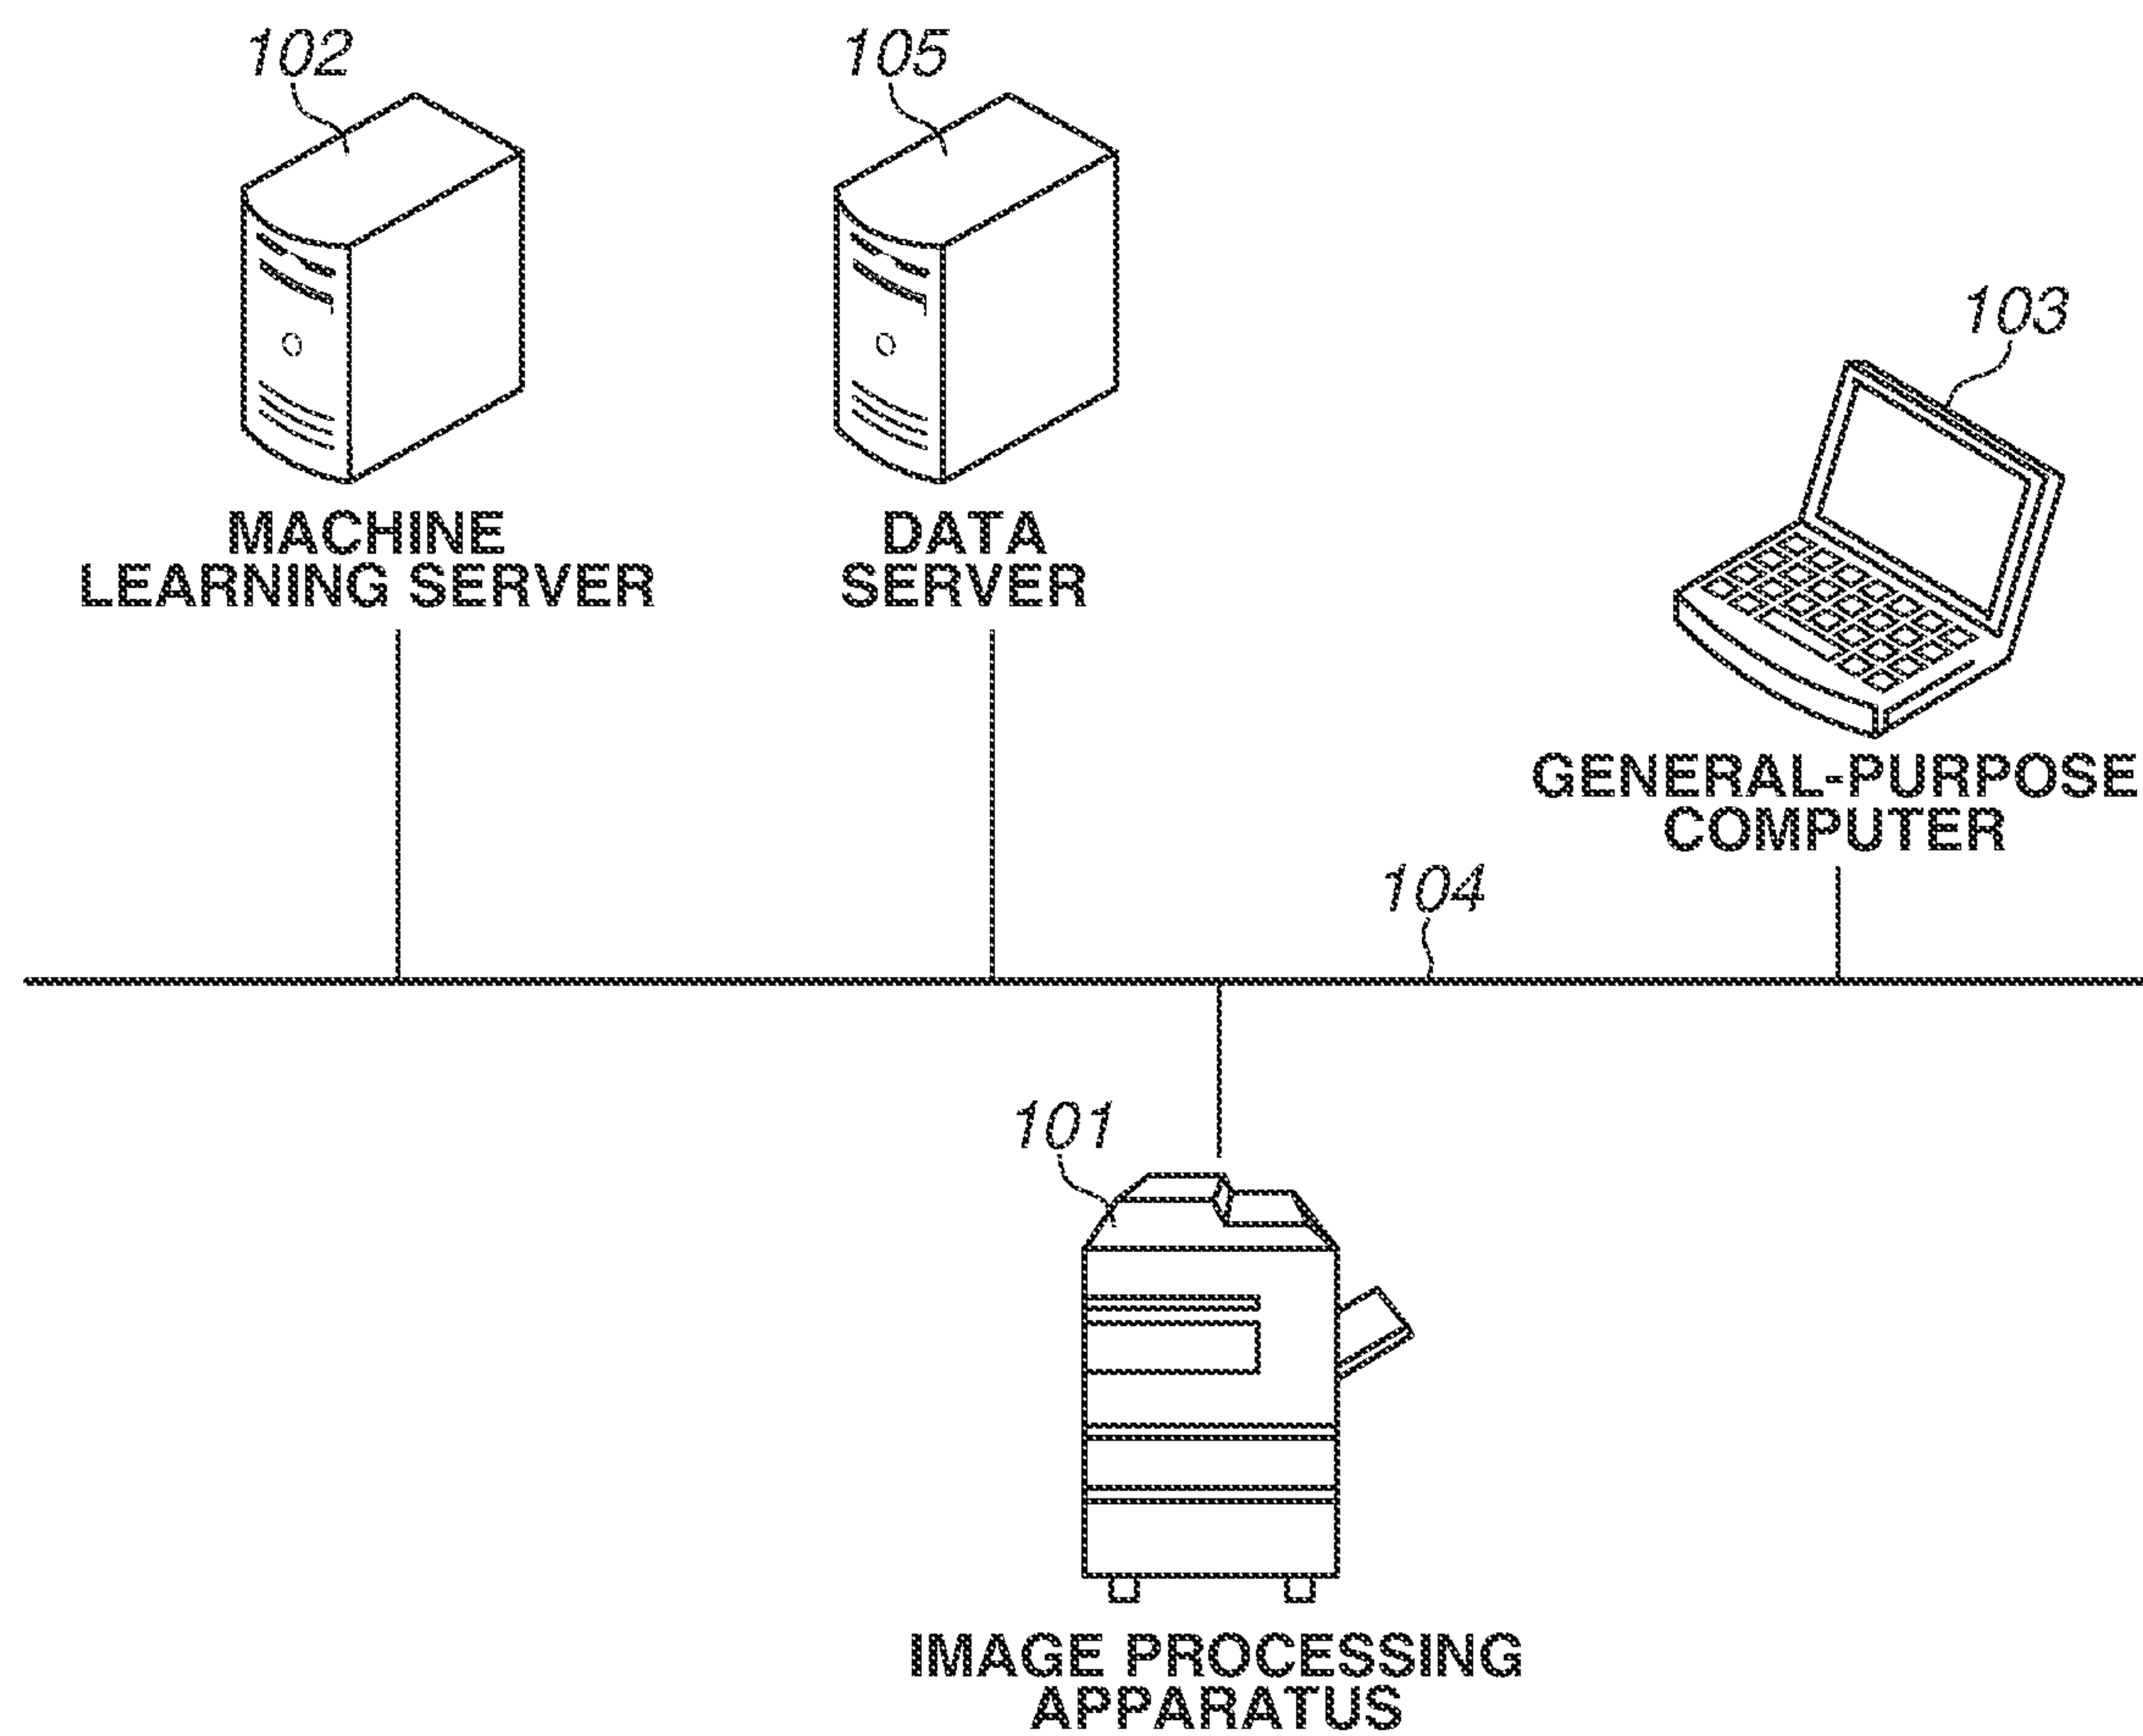 102
105
103
MACHINE
LEARNING SERVER
DATA
SERVER
GENERAL-PURPOSE
COMPUTER
104
101
IMAGE PROCESSING
APPARATUS